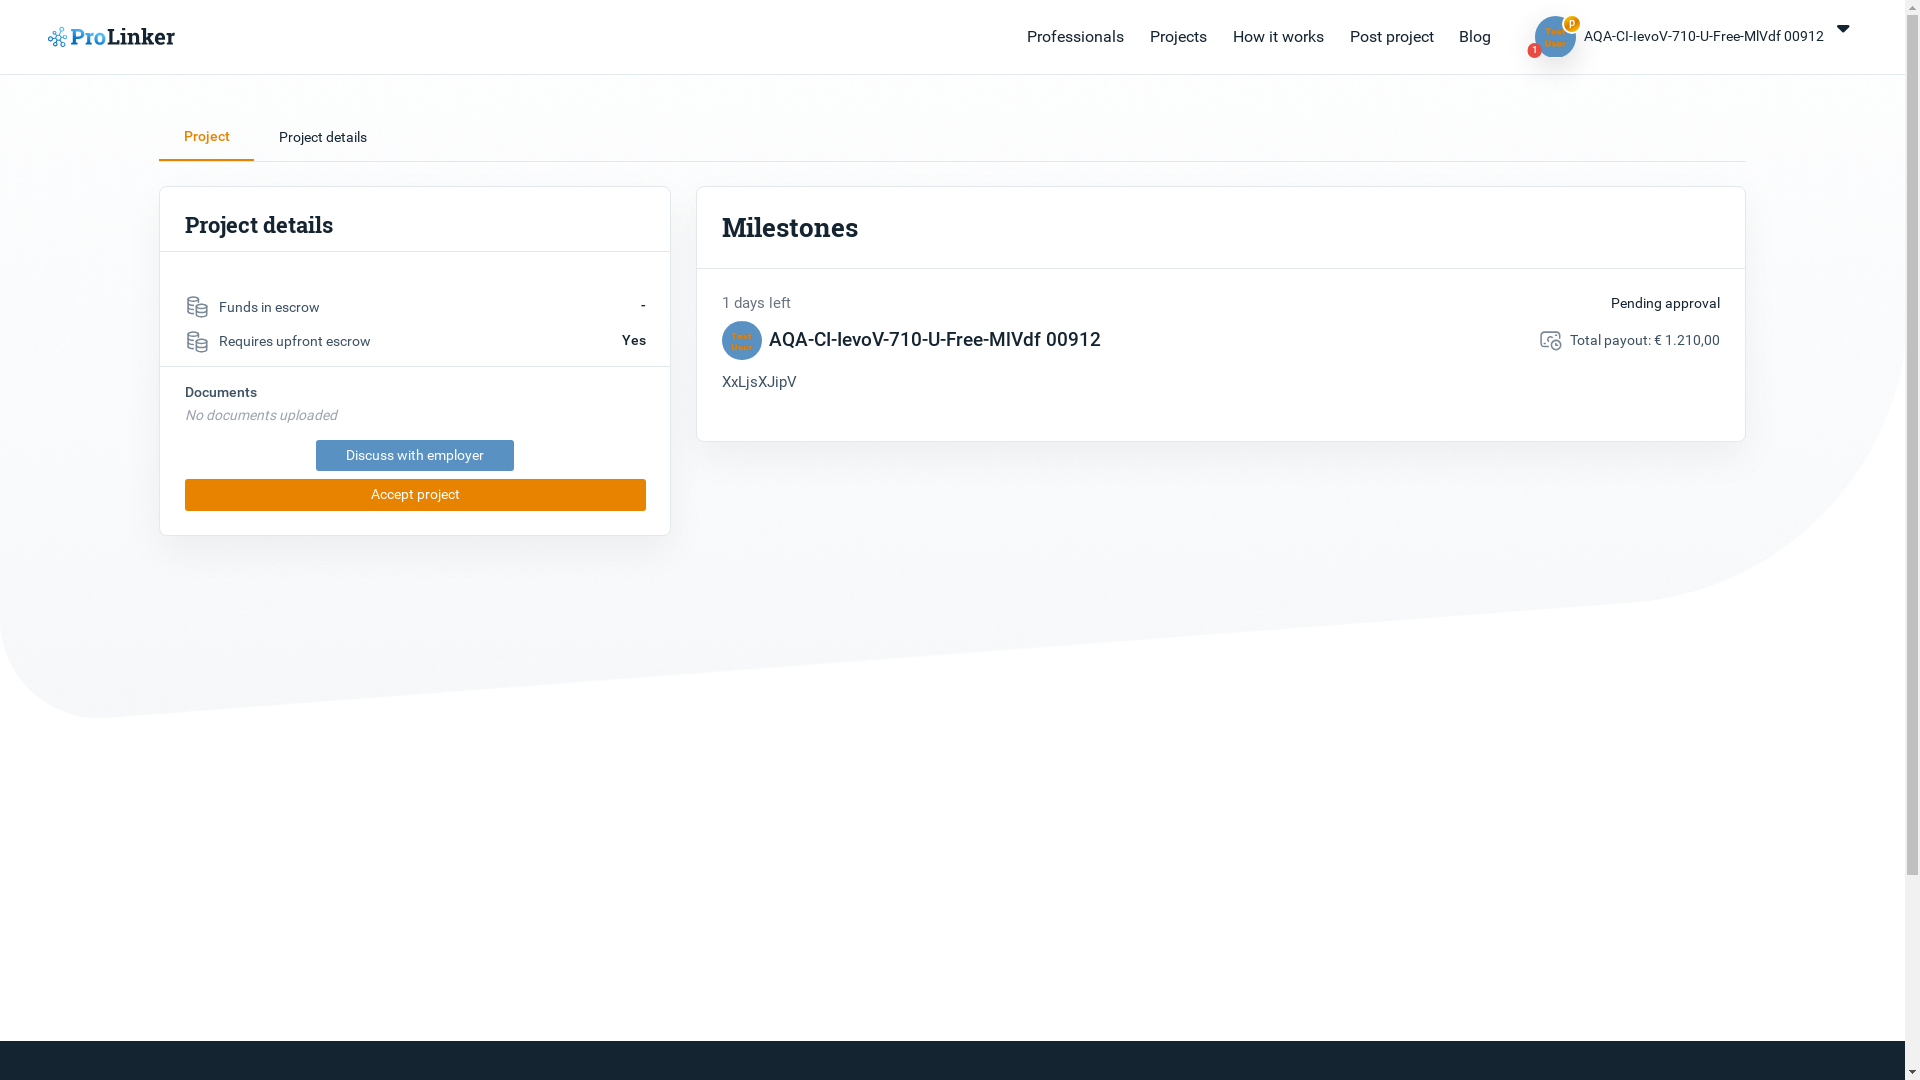 ProLinker
Professionals
Projects
How it works
Post project
Blog
Test
User
p
1
AQA-CI-IevoV-710-U-Free-MlVdf 00912
Project
Project details
Project details
Funds in escrow
-
Requires upfront escrow
Yes
Documents
No documents uploaded
Discuss with employer
Accept project
Milestones
1 days left
Pending approval
Test
User
AQA-CI-IevoV-710-U-Free-MlVdf 00912
Total payout: € 1.210,00
XxLjsXJipV